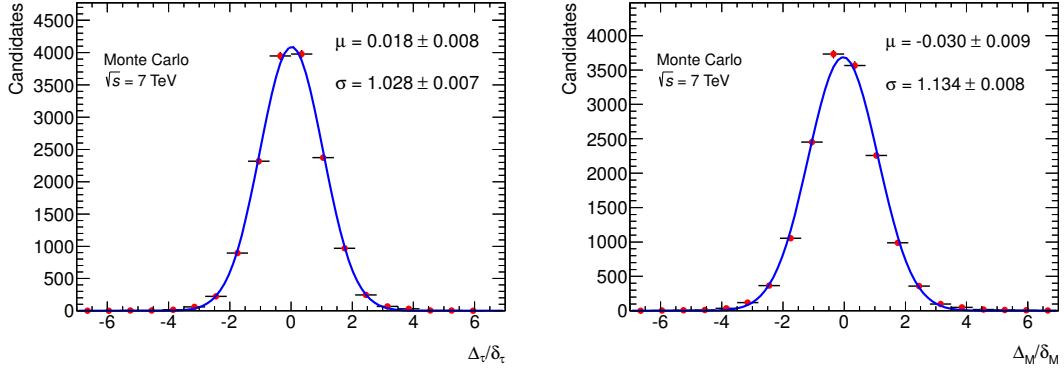 Candidates
4500
4000
3500
3000
2500
2000
1500
1000
500
0
Monte Carlo
√s = 7 TeV
μ = 0.018 ± 0.008
σ = 1.028 ± 0.007
-6 -4 -2 0 2 4 6
Δτ/δτ
Candidates
4000
3500
3000
2500
2000
1500
1000
500
0
Monte Carlo
√s = 7 TeV
μ = -0.030 ± 0.009
σ = 1.134 ± 0.008
-6 -4 -2 0 2 4 6
ΔM/δM